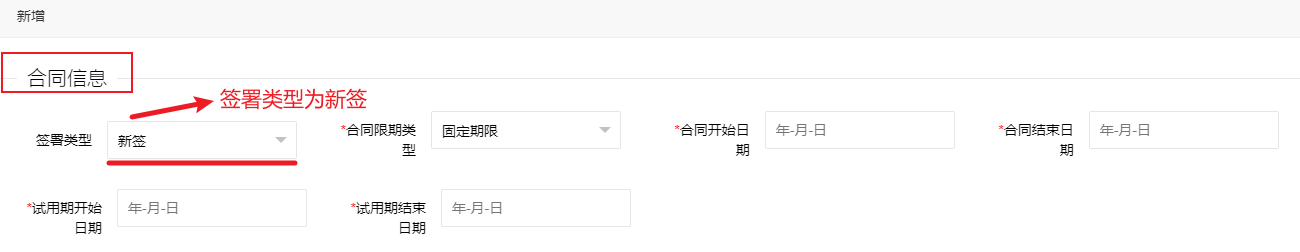 新增
合同信息
签署类型为新签
签署类型
新签
*合同限期类
型
固定期限
*合同开始日
期
年-月-日
*合同结束日
期
年-月-日
*试用期开始
日期
年-月-日
*试用期结束
日期
年-月-日